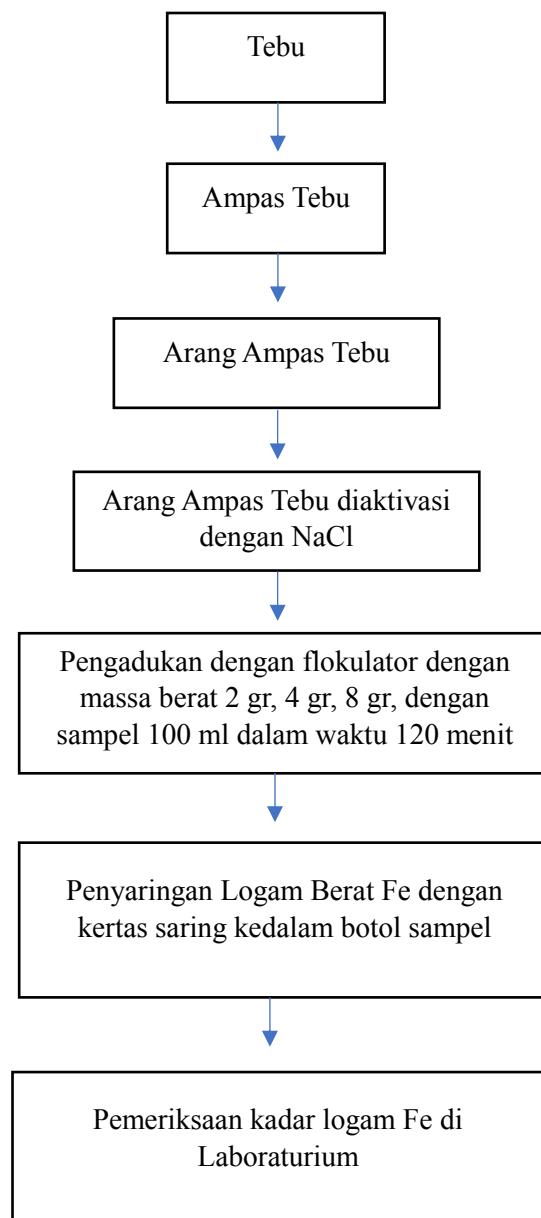 Tebu
Ampas Tebu
Arang Ampas Tebu
Arang Ampas Tebu diaktivasi
dengan NaCl
Pengadukan dengan flokulator dengan
massa berat 2 gr, 4 gr, 8 gr, dengan
sampel 100 ml dalam waktu 120 menit
Penyaringan Logam Berat Fe dengan
kertas saring kedalam botol sampel
Pemeriksaan kadar logam Fe di
Laboraturium